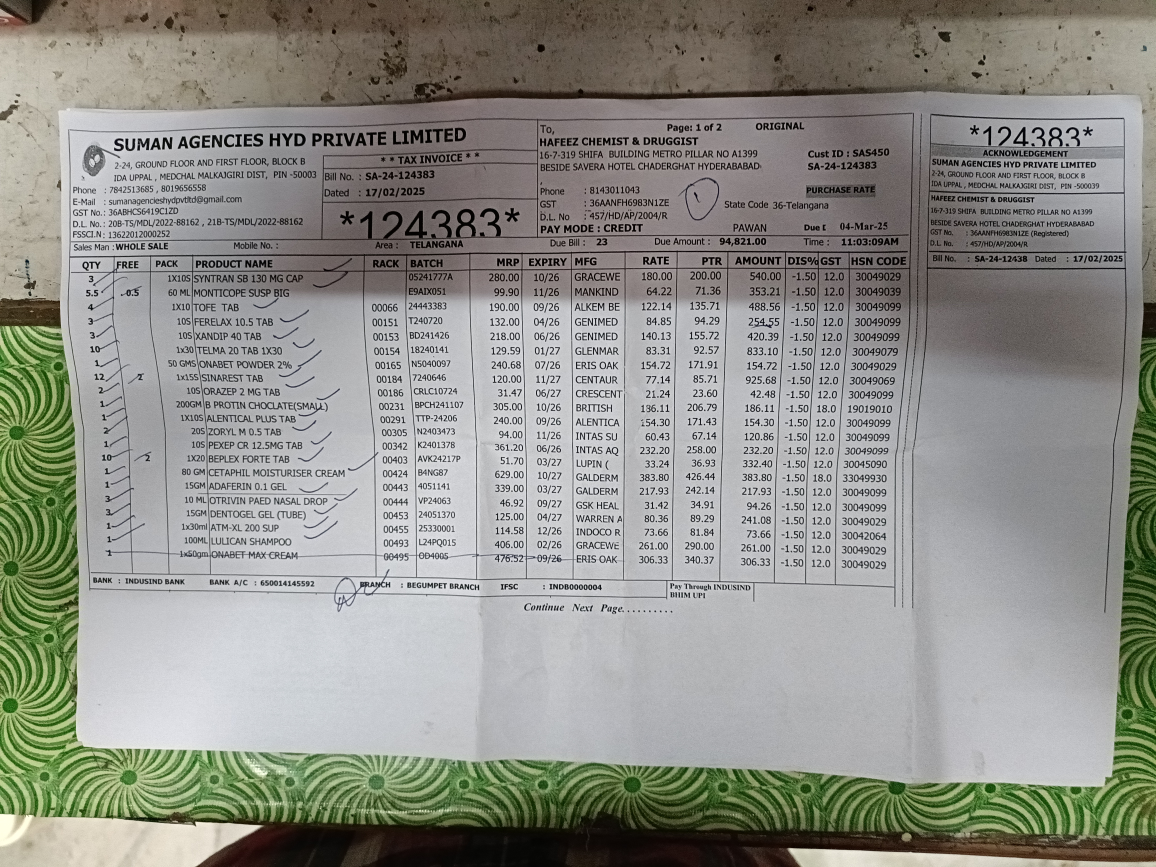 SUMAN AGENCIES HYD PRIVATE LIMITED
2-24, GROUND FLOOR AND FIRST FLOOR, BLOCK B
IDA UPPAL , MEDCHAL MALKAJGIRI DIST, PIN -50003
Phone : 7842513685 , 8019656558
E-Mail : sumanagencieshydpvtltd@gmail.com
GST No. : 36ABHCS6419C1ZD
D.L. No. : 20B-TS/MDL/2022-88162 , 21B-TS/MDL/2022-88162
FSSCI.N : 13622012000252
* * TAX INVOICE * *
Bill No. : SA-24-124383
Dated : 17/02/2025
*124383*
To, Page: 1 of 2 ORIGINAL
HAFEEZ CHEMIST & DRUGGIST
16-7-319 SHIFA BUILDING METRO PILLAR NO A1399
BESIDE SAVERA HOTEL CHADERGHAT HYDERABABAD
,
Cust ID : SAS450
SA-24-124383
Phone : 8143011043 PURCHASE RATE
GST : 36AANFH6983N1ZE State Code 36-Telangana
D.L. No : 457/HD/AP/2004/R
1
PAY MODE : CREDIT PAWAN Due D 04-Mar-25
Sales Man : WHOLE SALE Mobile No. : Area : TELANGANA Due Bill : 23 Due Amount : 94,821.00 Time : 11:03:09AM
QTY FREE PACK PRODUCT NAME RACK BATCH MRP EXPIRY MFG RATE PTR AMOUNT DIS% GST HSN CODE
3 1X10S SYNTRAN SB 130 MG CAP 05241777A 280.00 10/26 GRACEWE 180.00 200.00 540.00 -1.50 12.0 30049029
5.5 0.5 60 ML MONTICOPE SUSP BIG E9AIX051 99.90 11/26 MANKIND 64.22 71.36 353.21 -1.50 12.0 30049039
4 1X10 TOFE TAB 00066 24443383 190.00 09/26 ALKEM BE 122.14 135.71 488.56 -1.50 12.0 30049099
3 10S FERELAX 10.5 TAB 00151 T240720 132.00 04/26 GENIMED 84.85 94.29 254.55 -1.50 12.0 30049099
3 10S XANDIP 40 TAB 00153 BD241426 218.00 06/26 GENIMED 140.13 155.72 420.39 -1.50 12.0 30049099
10 1x30 TELMA 20 TAB 1X30 00154 18240141 129.59 01/27 GLENMAR 83.31 92.57 833.10 -1.50 12.0 30049079
1 50 GMS ONABET POWDER 2% 00165 N5040097 240.68 07/26 ERIS OAK 154.72 171.91 154.72 -1.50 12.0 30049029
12 1x15S SINAREST TAB 00184 7240646 120.00 11/27 CENTAUR 77.14 85.71 925.68 -1.50 12.0 30049069
2 10S ORAZEP 2 MG TAB 00186 CRLC10724 31.47 06/27 CRESCENT 21.24 23.60 42.48 -1.50 12.0 30049099
1 200GM B PROTIN CHOCLATE(SMALL) 00231 BPCH241107 305.00 10/26 BRITISH 136.11 206.79 186.11 -1.50 18.0 19019010
1 1X10S ALENTICAL PLUS TAB 00291 TTP-24206 240.00 09/26 ALENTICA 154.30 171.43 154.30 -1.50 12.0 30049099
2 20S ZORYL M 0.5 TAB 00305 N2403473 94.00 11/26 INTAS SU 60.43 67.14 120.86 -1.50 12.0 30049099
1 10S PEXEP CR 12.5MG TAB 00342 K2401378 361.20 06/26 INTAS AQ 232.20 258.00 232.20 -1.50 12.0 30049099
10 2 1X20 BEPLEX FORTE TAB 00403 AVK24217P 51.70 03/27 LUPIN ( 33.24 36.93 332.40 -1.50 12.0 30045090
1 80 GM CETAPHIL MOISTURISER CREAM 00424 B4NG87 629.00 10/27 GALDERM 383.80 426.44 383.80 -1.50 18.0 33049930
1 15GM ADAFERIN 0.1 GEL 00443 4051141 339.00 03/27 GALDERM 217.93 242.14 217.93 -1.50 12.0 30049099
3 10 ML OTRIVIN PAED NASAL DROP 00444 VP24063 46.92 09/27 GSK HEAL 31.42 34.91 94.26 -1.50 12.0 30049099
3 15GM DENTOGEL GEL (TUBE) 00453 24051370 125.00 04/27 WARREN A 80.36 89.29 241.08 -1.50 12.0 30049029
1 1x30ml ATM-XL 200 SUP 00455 25330001 114.58 12/26 INDOCO R 73.66 81.84 73.66 -1.50 12.0 30042064
1 100ML LULICAN SHAMPOO 00493 L24PQ015 406.00 02/26 GRACEWE 261.00 290.00 261.00 -1.50 12.0 30049029
1 1x50gm ONABET MAX CREAM 00495 OD4005 476.52 09/26 ERIS OAK 306.33 340.37 306.33 -1.50 12.0 30049029
BANK : INDUSIND BANK BANK A/C : 650014145592 BRANCH : BEGUMPET BRANCH IFSC : INDB0000004 Pay Through INDUSIND
BHIM UPI
Continue Next Page..........
*124383*
ACKNOWLEDGEMENT
SUMAN AGENCIES HYD PRIVATE LIMITED
2-24, GROUND FLOOR AND FIRST FLOOR, BLOCK B
IDA UPPAL , MEDCHAL MALKAJGIRI DIST, PIN -500039
HAFEEZ CHEMIST & DRUGGIST
16-7-319 SHIFA BUILDING METRO PILLAR NO A1399
BESIDE SAVERA HOTEL CHADERGHAT HYDERABABAD
GST No. : 36AANFH6983N1ZE (Registered)
D.L. No. : 457/HD/AP/2004/R
Bill No. : SA-24-12438 Dated : 17/02/2025